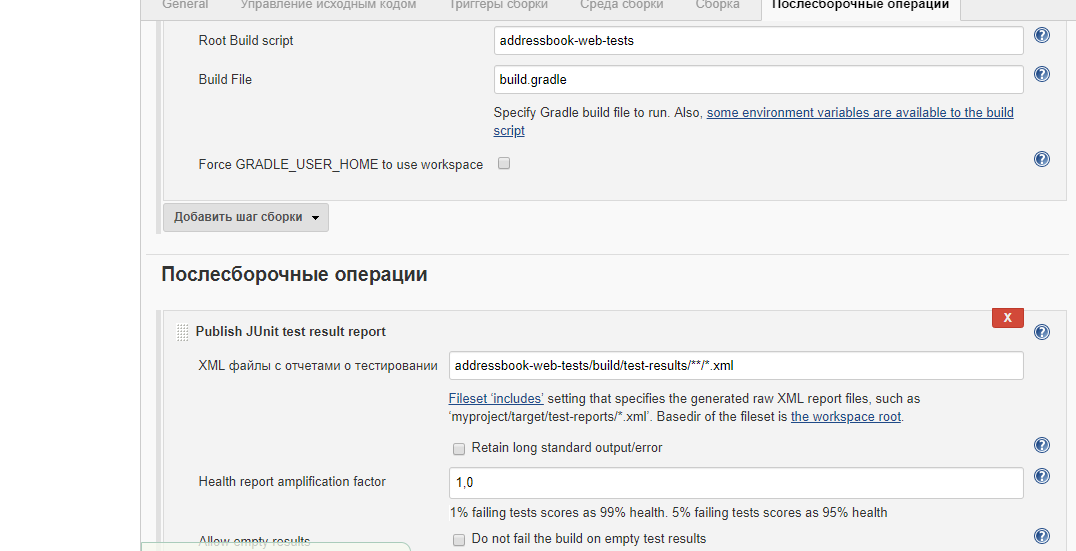 General Управление исходным кодом Триггеры сборки Среда сборки Сборка Послесборочные операции
Root Build script addressbook-web-tests
Build File build.gradle
Specify Gradle build file to run. Also, some environment variables are available to the build
script
Force GRADLE_USER_HOME to use workspace
Добавить шаг сборки
Послесборочные операции
X
Publish JUnit test result report
XML файлы с отчетами о тестировании addressbook-web-tests/build/test-results/**/*.xml
Fileset ‘includes’ setting that specifies the generated raw XML report files, such as
‘myproject/target/test-reports/*.xml’. Basedir of the fileset is the workspace root.
Retain long standard output/error
Health report amplification factor 1,0
1% failing tests scores as 99% health. 5% failing tests scores as 95% health
Allow empty results Do not fail the build on empty test results